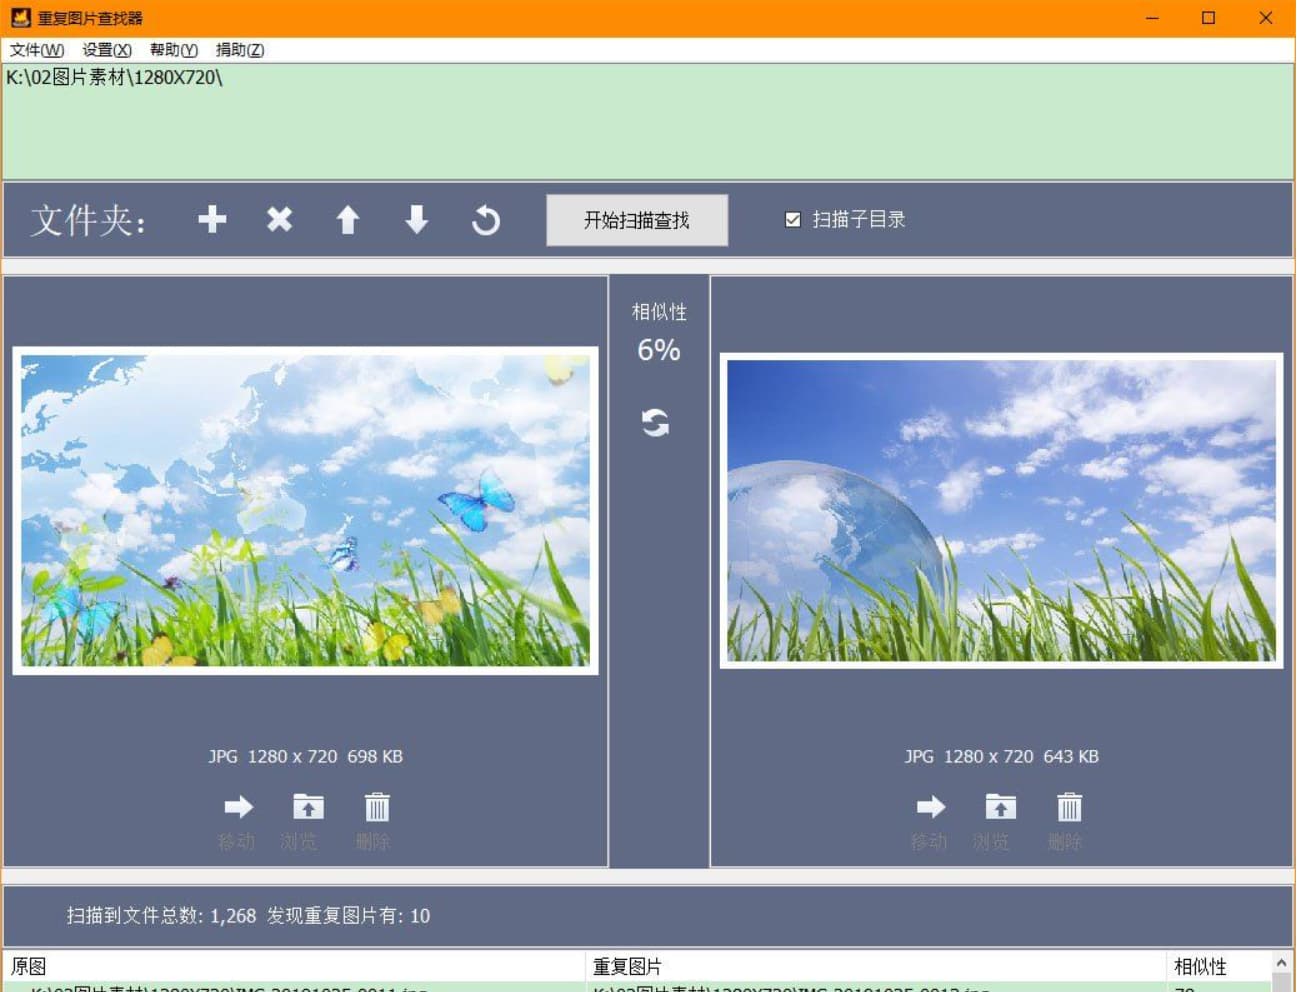 重复图片查找器
文件(W) 设置(X) 帮助(Y) 捐助(Z)
K:\02图片素材\1280X720\
文件夹:
开始扫描查找
扫描子目录
相似性
6%
JPG 1280 x 720 698 KB
移动 浏览 删除
JPG 1280 x 720 643 KB
移动 浏览 删除
扫描到文件总数: 1,268 发现重复图片有: 10
原图 重复图片 相似性